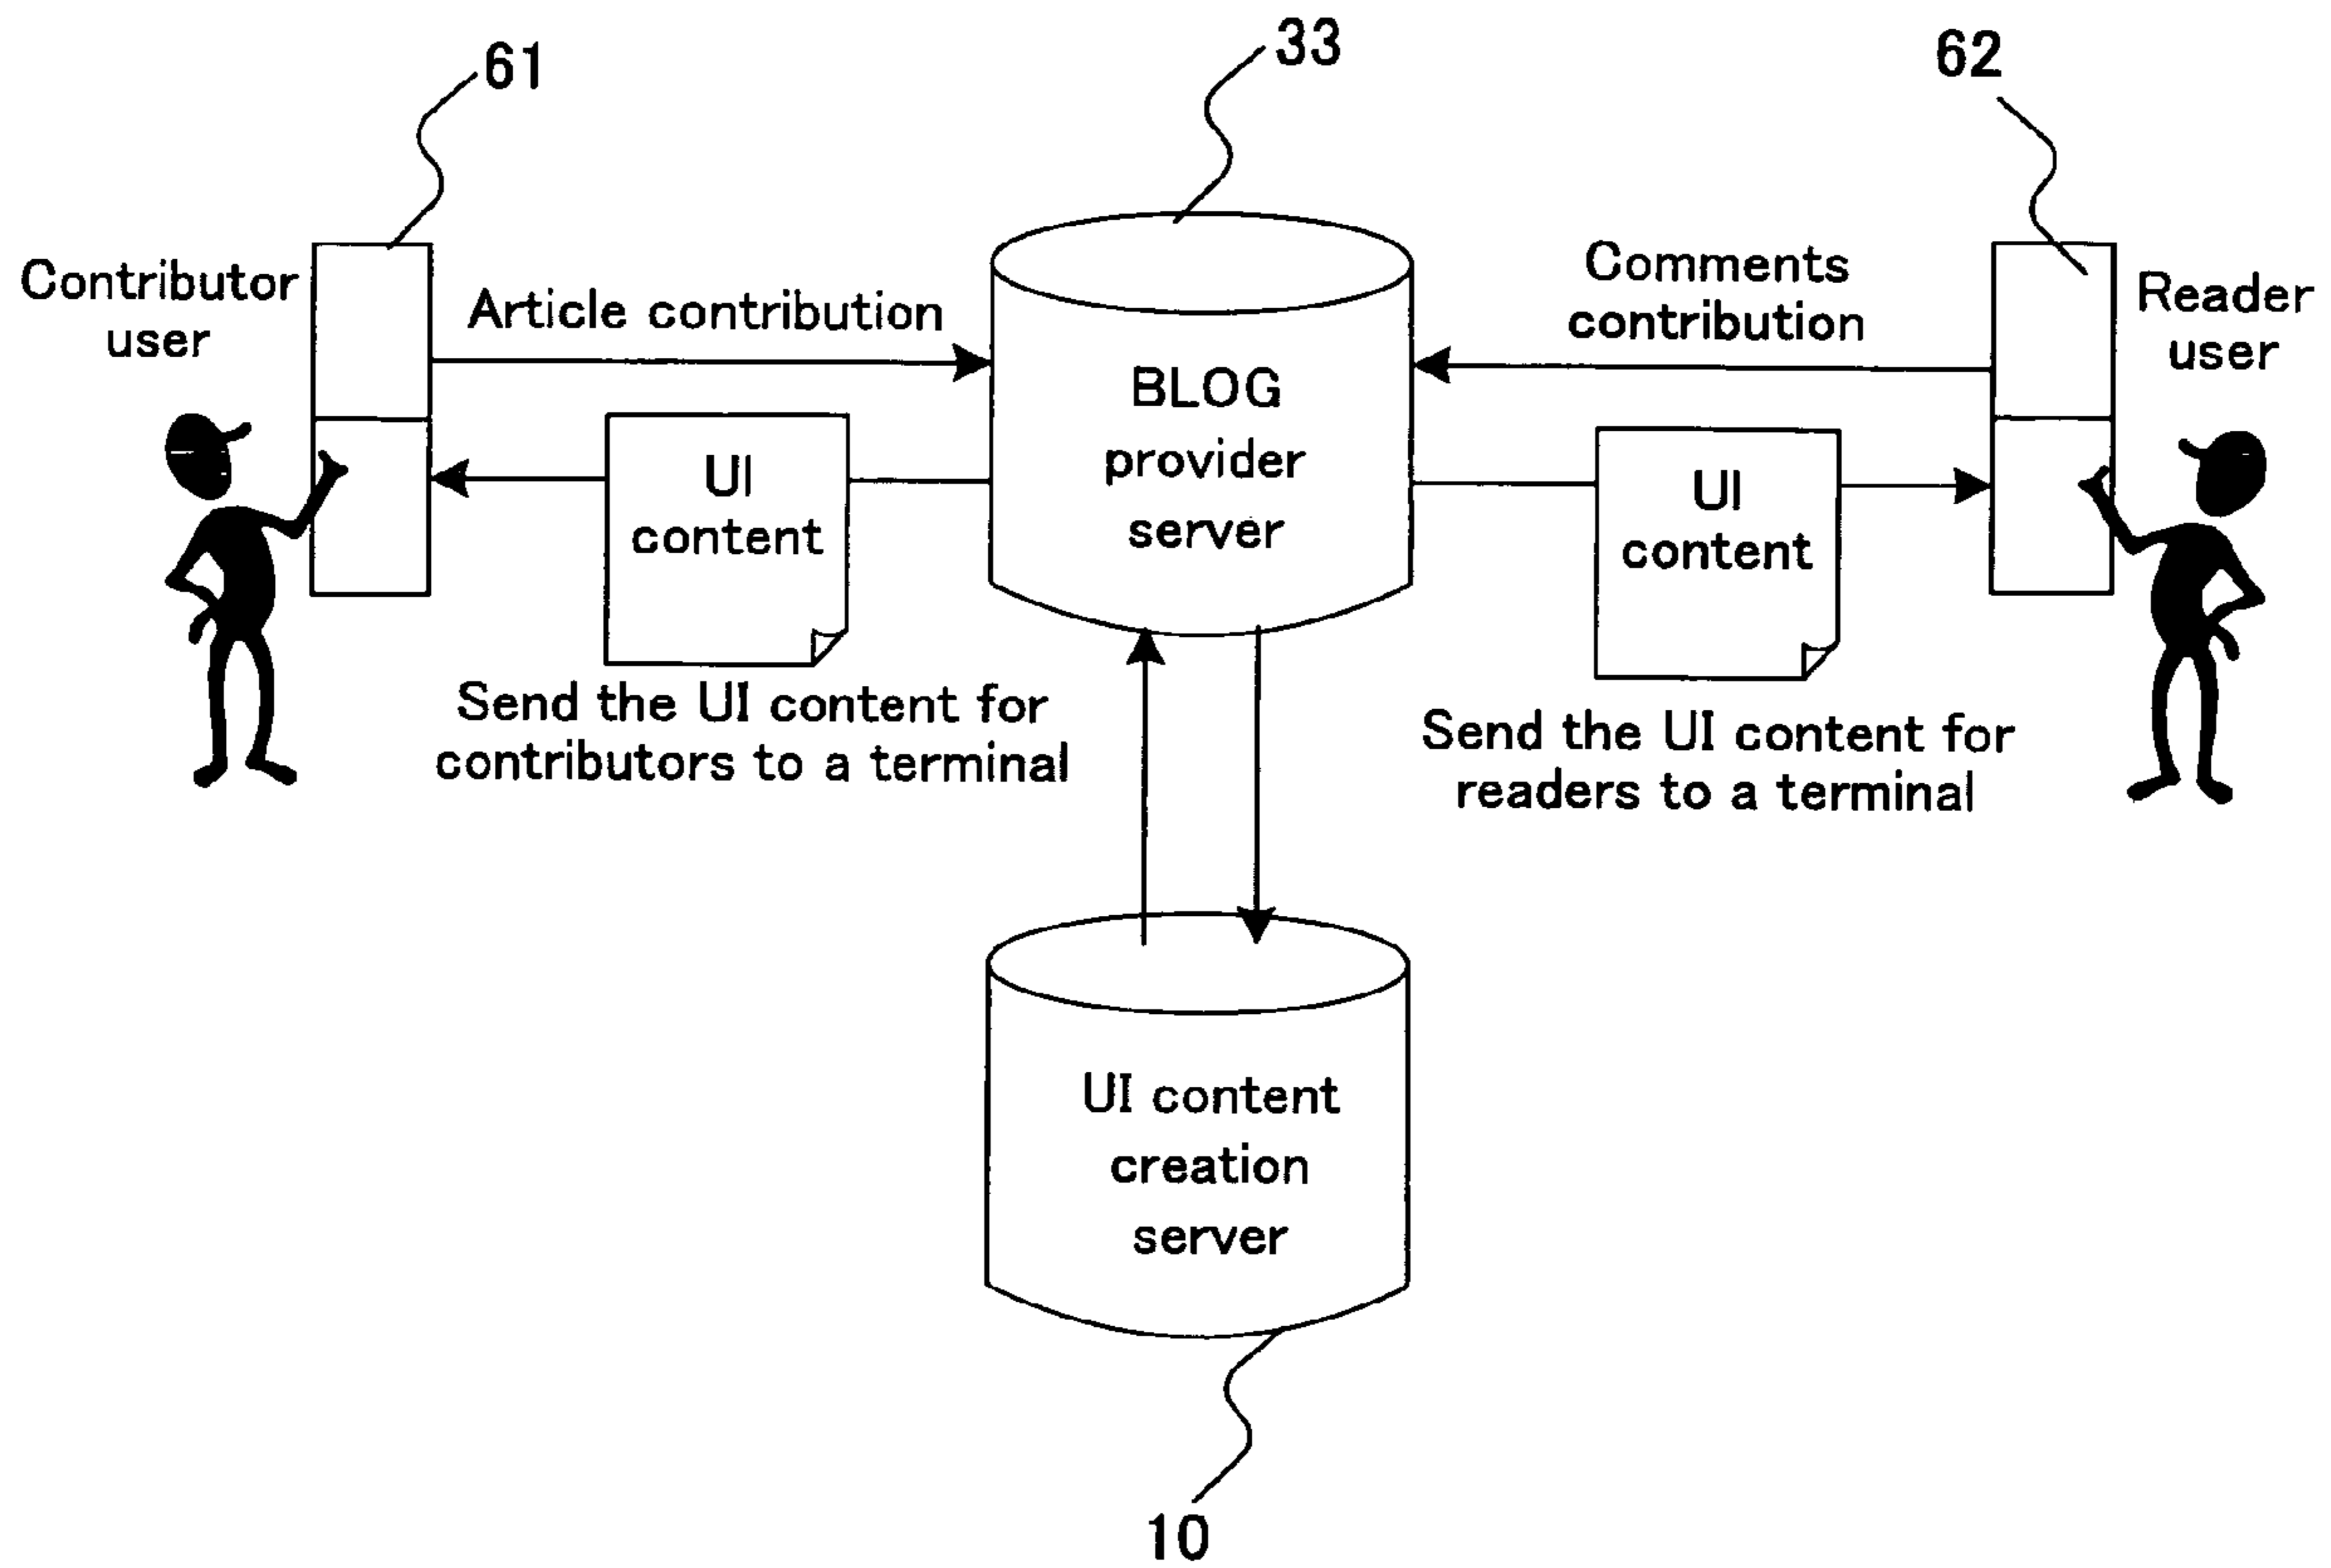 61
33
62
Contributor
user
Article contribution
Comments
contribution
Reader
user
BLOG
provider
server
UI
content
UI
content
Send the UI content for
contributors to a terminal
Send the UI content for
readers to a terminal
UI content
creation
server
10